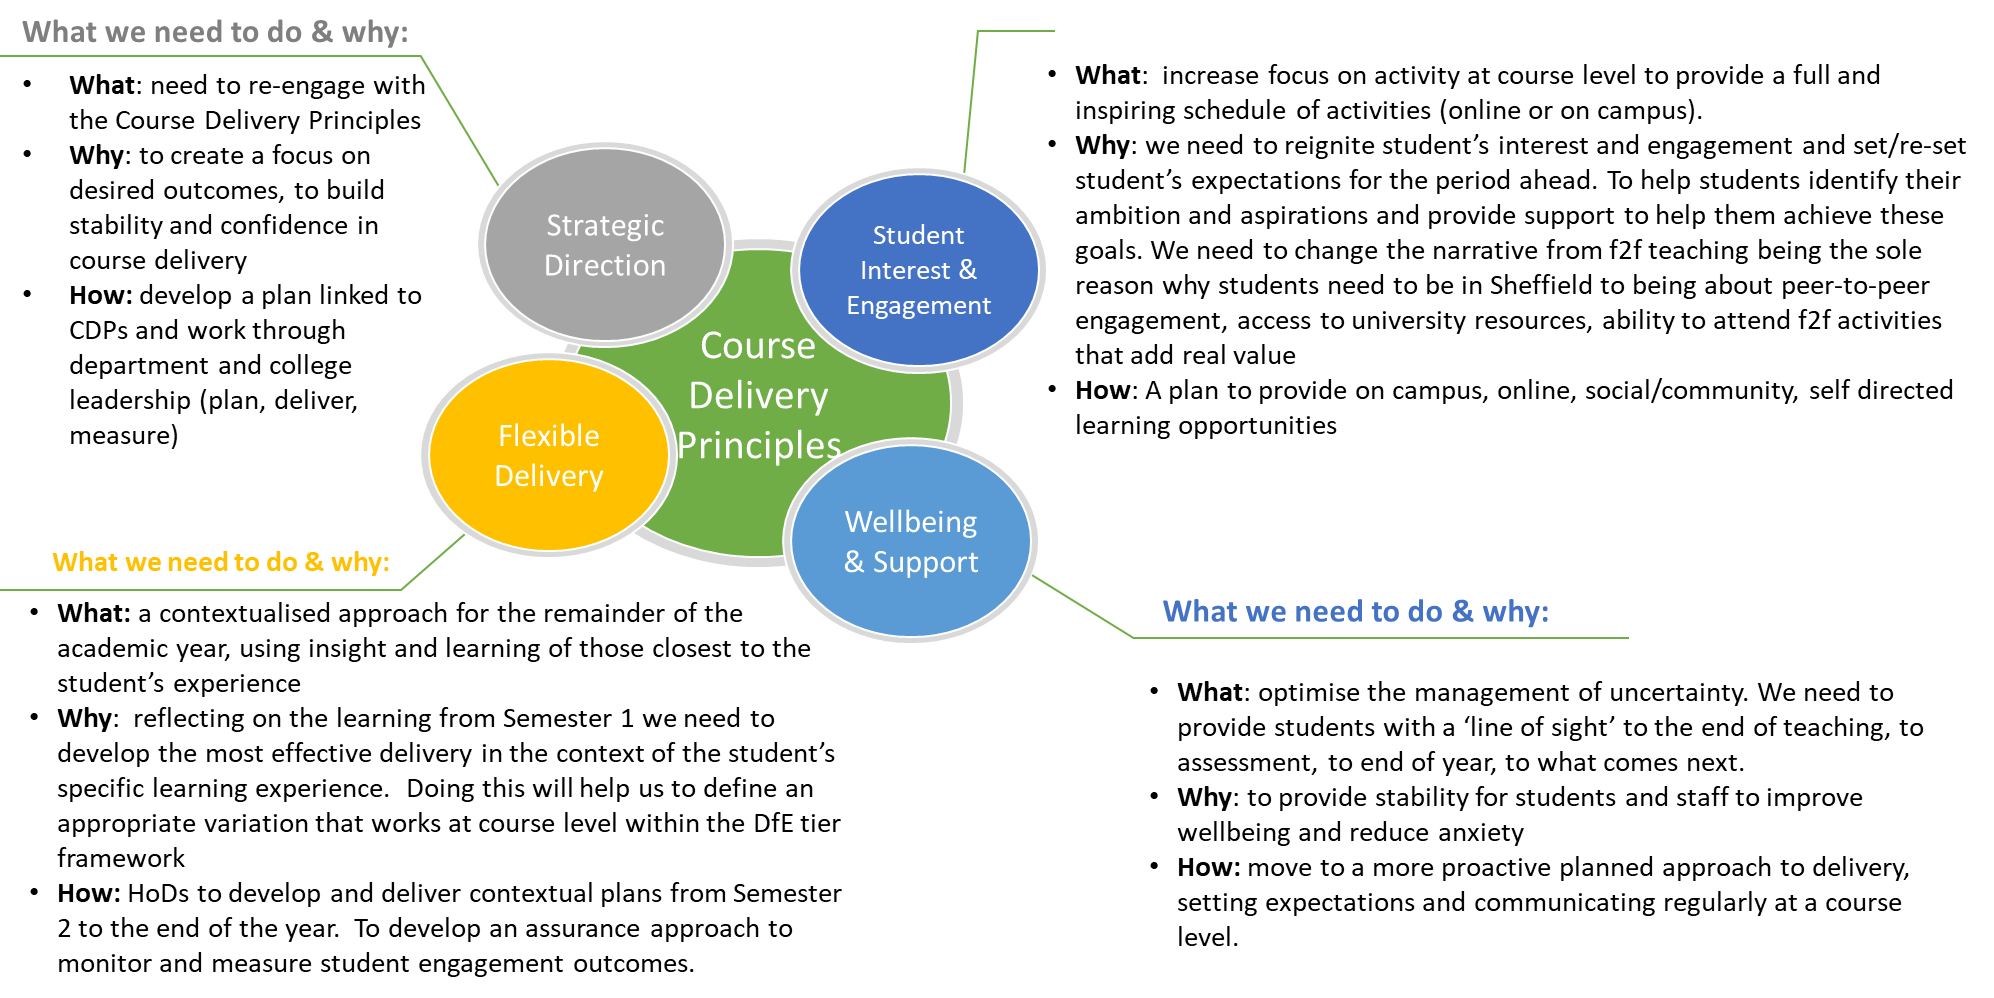 What we need to do & why:
• What: need to re-engage with
the Course Delivery Principles
• Why: to create a focus on
desired outcomes, to build
stability and confidence in
course delivery
• How: develop a plan linked to
CDPs and work through
department and college
leadership (plan, deliver,
measure)
Strategic
Direction
Student
Interest &
Engagement
Course
Delivery
Principles
Flexible
Delivery
Wellbeing
& Support
• What:  increase focus on activity at course level to provide a full and
inspiring schedule of activities (online or on campus).
• Why: we need to reignite student’s interest and engagement and set/re-set
student’s expectations for the period ahead. To help students identify their
ambition and aspirations and provide support to help them achieve these
goals. We need to change the narrative from f2f teaching being the sole
reason why students need to be in Sheffield to being about peer-to-peer
engagement, access to university resources, ability to attend f2f activities
that add real value
• How: A plan to provide on campus, online, social/community, self directed
learning opportunities
What we need to do & why:
• What: a contextualised approach for the remainder of the
academic year, using insight and learning of those closest to the
student’s experience
• Why:  reflecting on the learning from Semester 1 we need to
develop the most effective delivery in the context of the student’s
specific learning experience.  Doing this will help us to define an
appropriate variation that works at course level within the DfE tier
framework
• How: HoDs to develop and deliver contextual plans from Semester
2 to the end of the year.  To develop an assurance approach to
monitor and measure student engagement outcomes.
What we need to do & why:
• What: optimise the management of uncertainty. We need to
provide students with a ‘line of sight’ to the end of teaching, to
assessment, to end of year, to what comes next.
• Why: to provide stability for students and staff to improve
wellbeing and reduce anxiety
• How: move to a more proactive planned approach to delivery,
setting expectations and communicating regularly at a course
level.